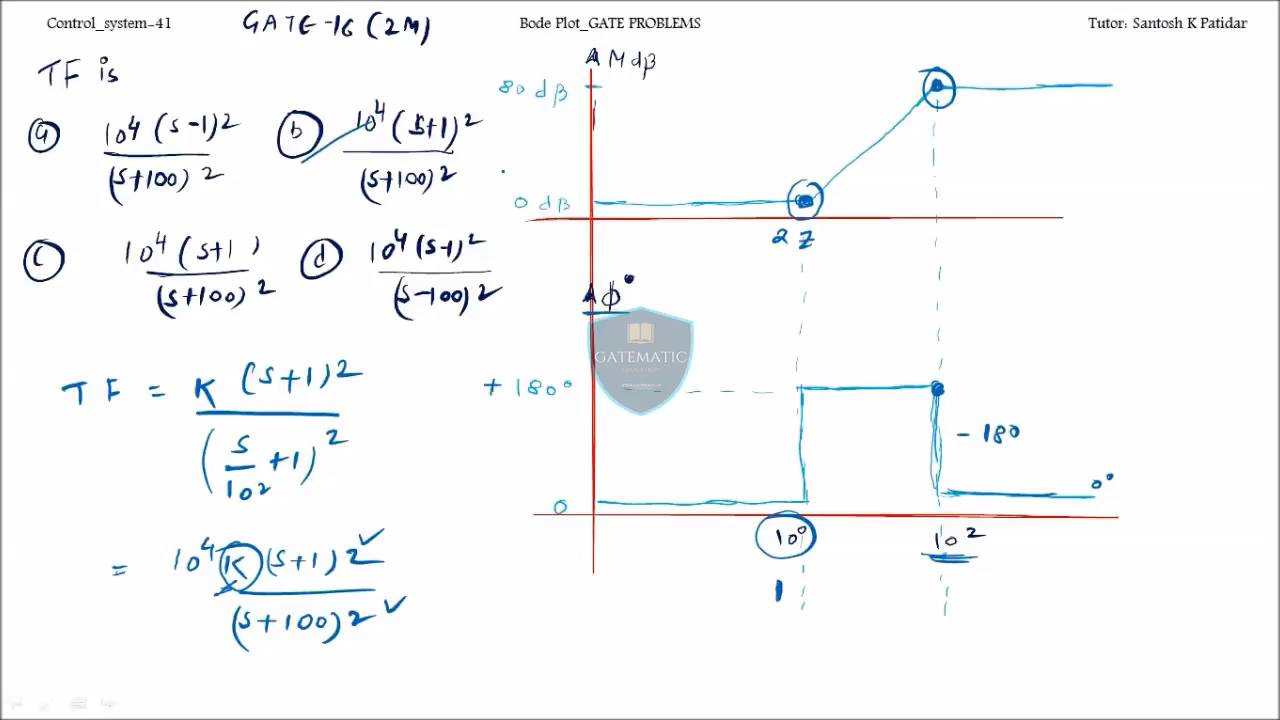 Control_system-41
GATE-16 (2M)
Bode Plot_GATE PROBLEMS
Tutor: Santosh K Patidar
TF is
(a) 10^4 (s-1)^2 / (s+100)^2
(b) 10^4 (s+1)^2 / (s+100)^2
(c) 10^4 (s+1) / (s+100)^2
(d) 10^4 (s-1)^2 / (s-100)^2
TF = K (s+1)^2 / (s/10^2 +1)^2
= 10^4 K (s+1)^2 / (s+100)^2
M dB
80 dB
0 dB
2 Z
ϕ°
GATEMATIC
EDUCATION
+180°
-180
0
0°
10^0
10^2
1